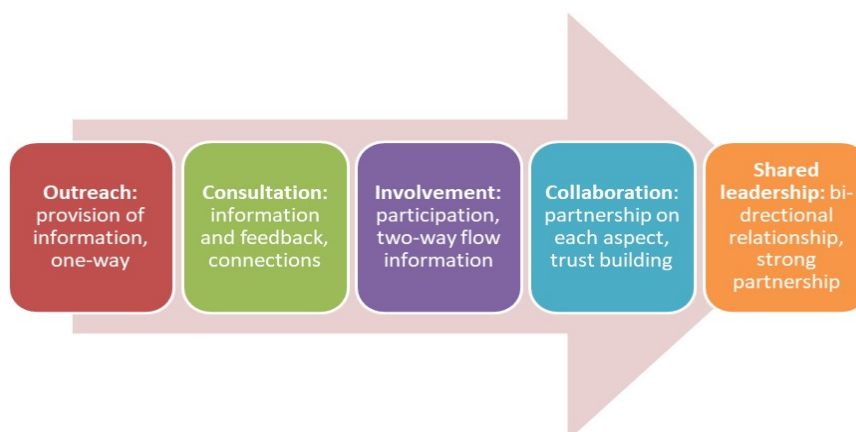 Outreach:
provision of
information,
one-way
Consultation:
information
and feedback,
connections
Involvement:
participation,
two-way flow
information
Collaboration:
partnership on
each aspect,
trust building
Shared
leadership: bi-
directional
relationship,
strong
partnership